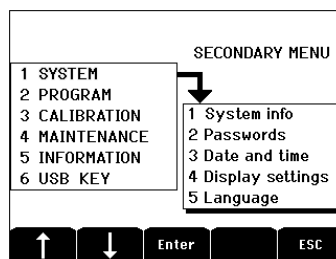 SECONDARY MENU
1 SYSTEM
2 PROGRAM
3 CALIBRATION
4 MAINTENANCE
5 INFORMATION
6 USB KEY
1 System info
2 Passwords
3 Date and time
4 Display settings
5 Language
↑ ↓ Enter ESC